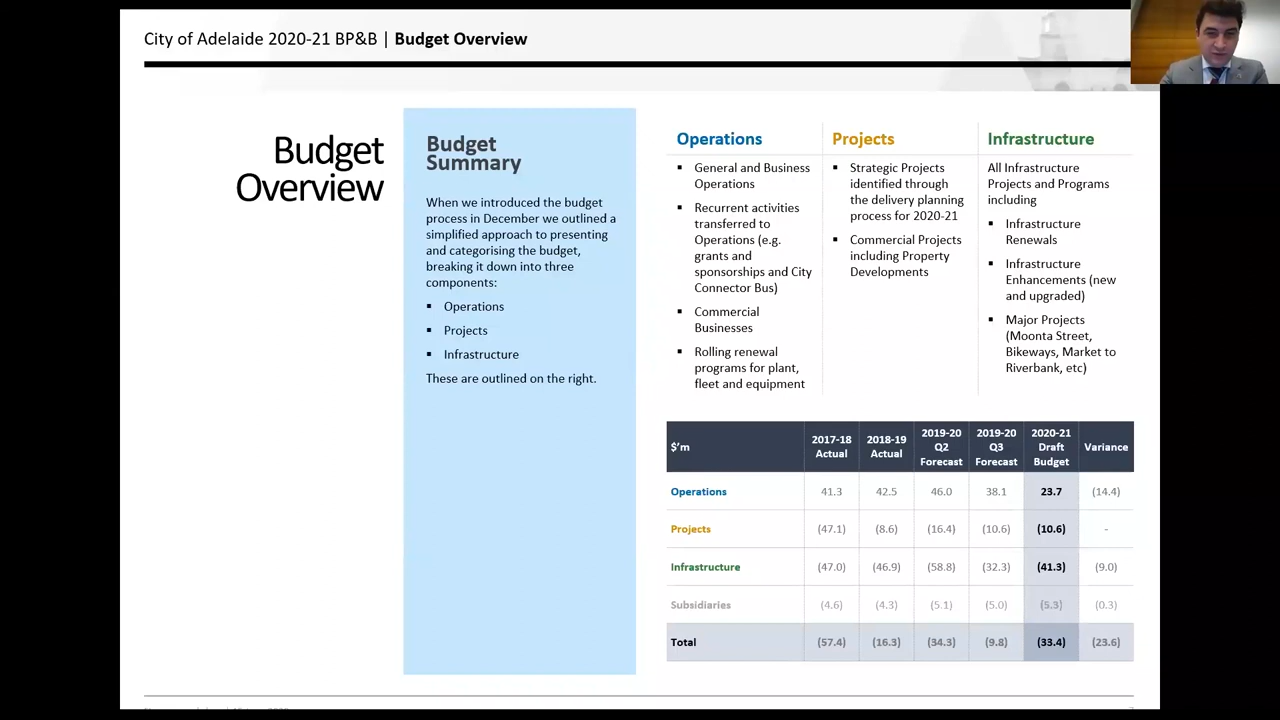 City of Adelaide 2020-21 BP&B | Budget Overview
Budget
Overview
Budget
Summary
When we introduced the budget
process in December we outlined a
simplified approach to presenting
and categorising the budget,
breaking it down into three
components:
▪ Operations
▪ Projects
▪ Infrastructure
These are outlined on the right.
Operations
▪ General and Business
Operations
▪ Recurrent activities
transferred to
Operations (e.g.
grants and
sponsorships and City
Connector Bus)
▪ Commercial
Businesses
▪ Rolling renewal
programs for plant,
fleet and equipment
Projects
▪ Strategic Projects
identified through
the delivery planning
process for 2020-21
▪ Commercial Projects
including Property
Developments
Infrastructure
All Infrastructure
Projects and Programs
including
▪ Infrastructure
Renewals
▪ Infrastructure
Enhancements (new
and upgraded)
▪ Major Projects
(Moonta Street,
Bikeways, Market to
Riverbank, etc)
$'m 2017-18 Actual 2018-19 Actual 2019-20 Q2 Forecast 2019-20 Q3 Forecast 2020-21 Draft Budget Variance
Operations 41.3 42.5 46.0 38.1 23.7 (14.4)
Projects (47.1) (8.6) (16.4) (10.6) (10.6) -
Infrastructure (47.0) (46.9) (58.8) (32.3) (41.3) (9.0)
Subsidiaries (4.6) (4.3) (5.1) (5.0) (5.3) (0.3)
Total (57.4) (16.3) (34.3) (9.8) (33.4) (23.6)